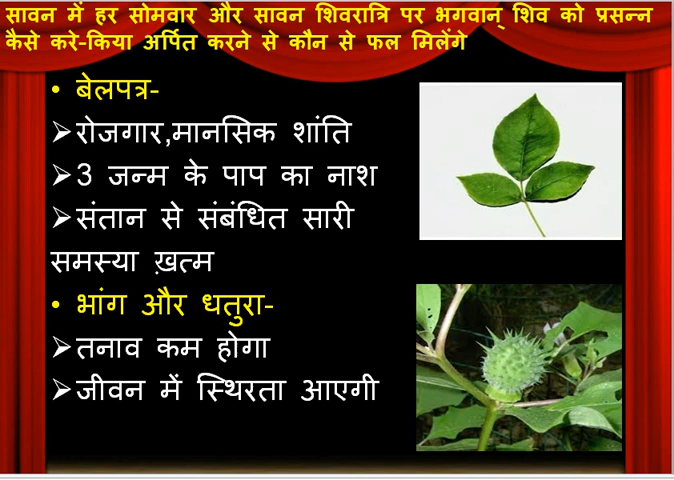 सावन में हर सोमवार और सावन शिवरात्रि पर भगवान् शिव को प्रसन्न
कैसे करे-किया अर्पित करने से कौन से फल मिलेंगे
• बेलपत्र-
➢रोजगार,मानसिक शांति
➢3 जन्म के पाप का नाश
➢संतान से संबंधित सारी
समस्या ख़त्म
• भांग और धतुरा-
➢तनाव कम होगा
➢जीवन में स्थिरता आएगी